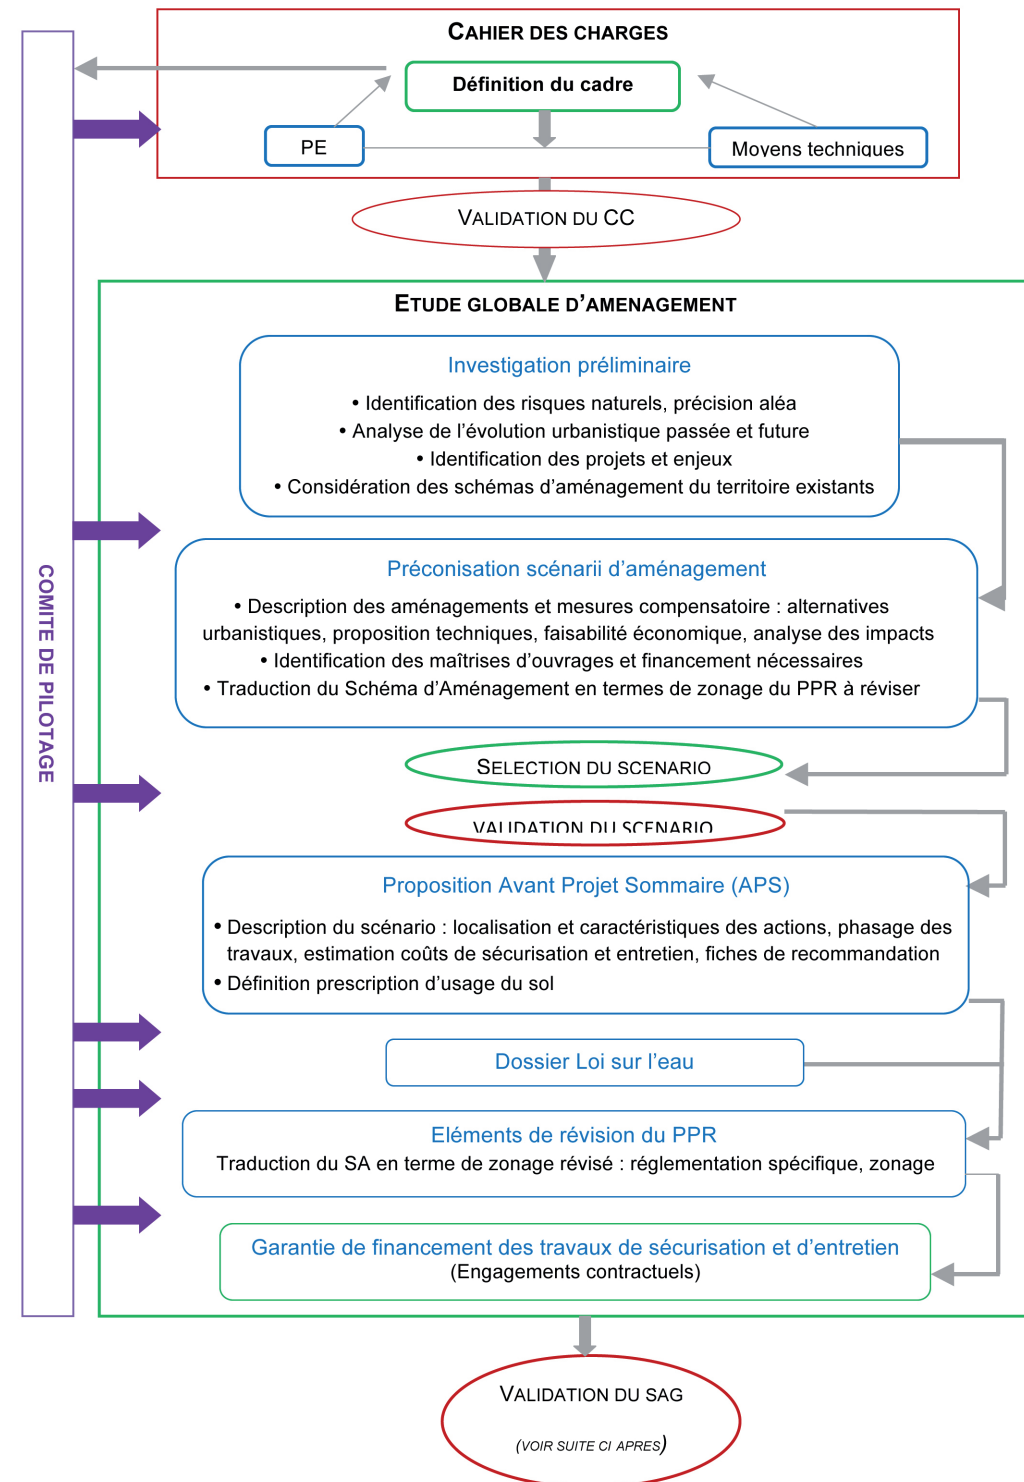 CAHIER DES CHARGES
Définition du cadre
PE
Moyens techniques
VALIDATION DU CC
ETUDE GLOBALE D’AMENAGEMENT
Investigation préliminaire
• Identification des risques naturels, précision aléa
• Analyse de l’évolution urbanistique passée et future
• Identification des projets et enjeux
• Considération des schémas d’aménagement du territoire existants
COMITE DE PILOTAGE
Préconisation scénarii d’aménagement
• Description des aménagements et mesures compensatoire : alternatives
urbanistiques, proposition techniques, faisabilité économique, analyse des impacts
• Identification des maîtrises d’ouvrages et financement nécessaires
• Traduction du Schéma d’Aménagement en termes de zonage du PPR à réviser
SELECTION DU SCENARIO
VALIDATION DU SCENARIO
Proposition Avant Projet Sommaire (APS)
• Description du scénario : localisation et caractéristiques des actions, phasage des
travaux, estimation coûts de sécurisation et entretien, fiches de recommandation
• Définition prescription d’usage du sol
Dossier Loi sur l’eau
Eléments de révision du PPR
Traduction du SA en terme de zonage révisé : réglementation spécifique, zonage
Garantie de financement des travaux de sécurisation et d’entretien
(Engagements contractuels)
VALIDATION DU SAG
(VOIR SUITE CI APRES)